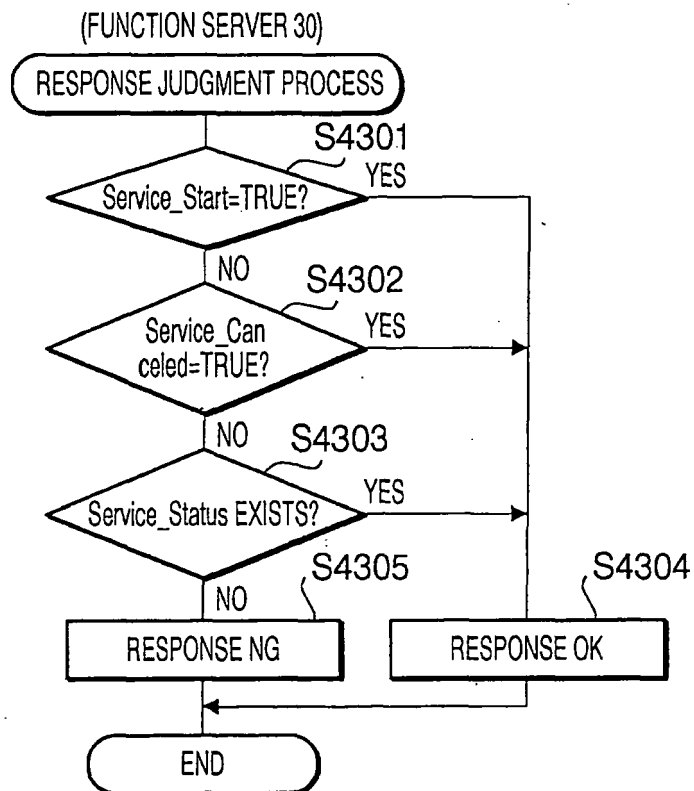 (FUNCTION SERVER 30)
RESPONSE JUDGMENT PROCESS
S4301
Service_Start=TRUE?
YES
NO
S4302
Service_Can
celed=TRUE?
YES
NO
S4303
Service_Status EXISTS?
YES
NO
S4305
RESPONSE NG
S4304
RESPONSE OK
END